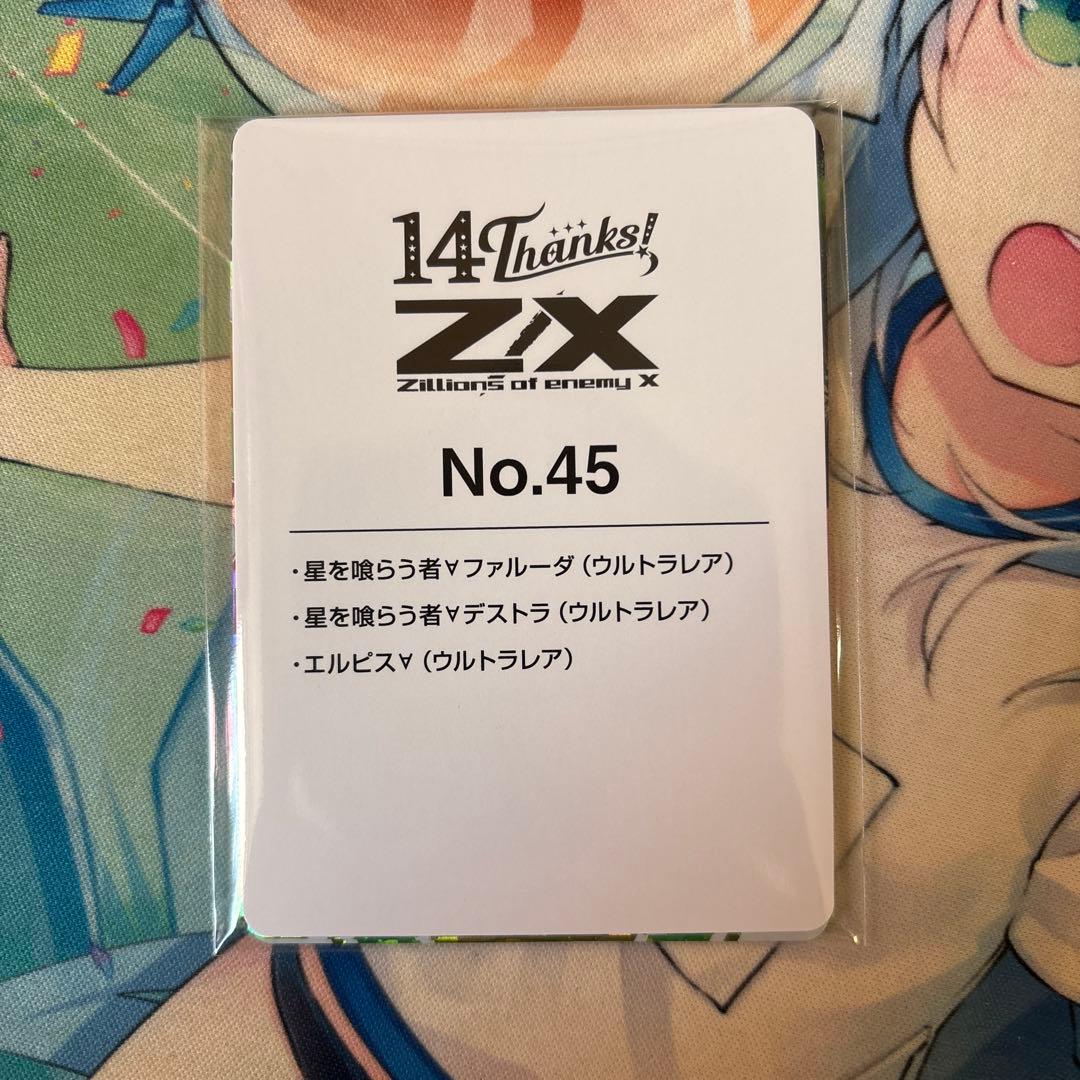 14Thanks!
Z/X
Zillions of enemy X
No.45
・星を喰らう者∀ファルーダ（ウルトラレア）
・星を喰らう者∀デストラ（ウルトラレア）
・エルピス∀（ウルトラレア）